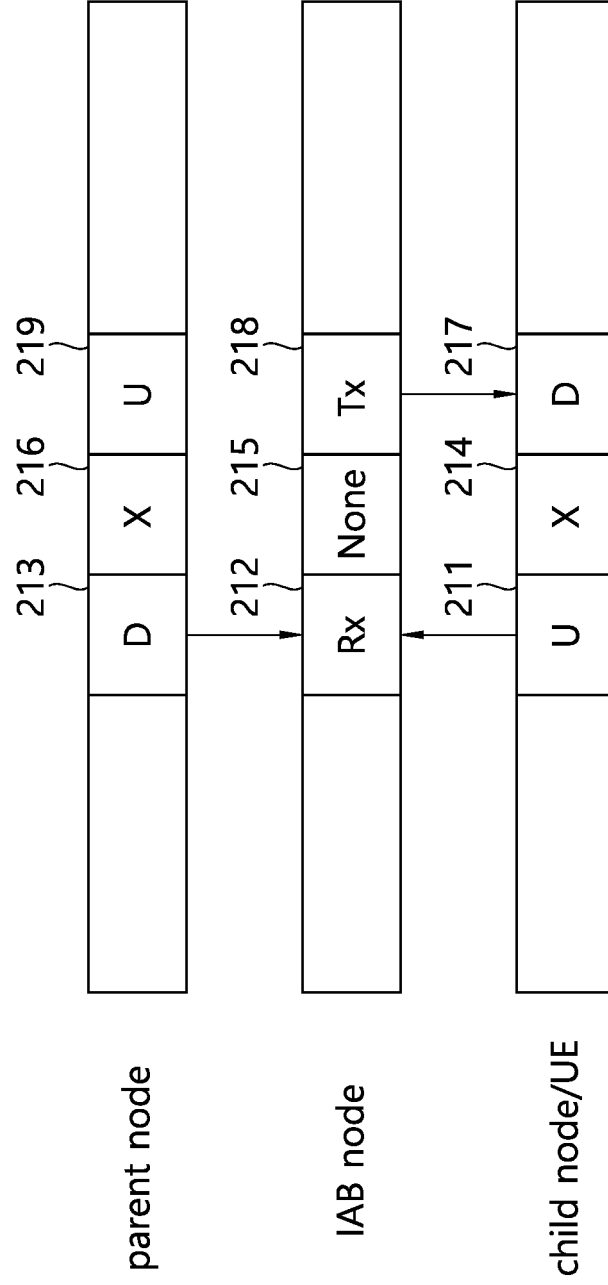 213 216 219
parent node D X U
212 215 218
IAB node Rx None Tx
211 214 217
child node/UE U X D